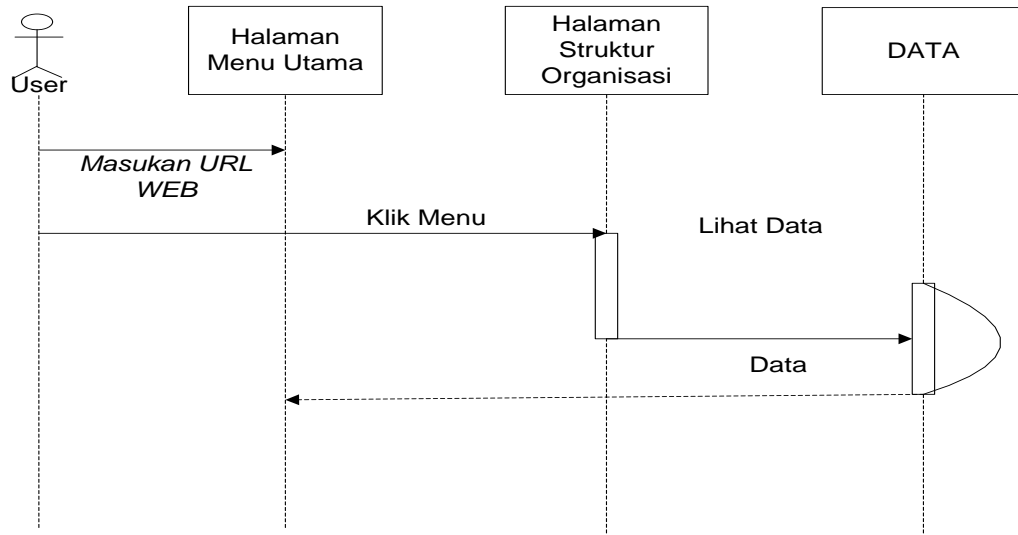 User
Halaman
Menu Utama
Halaman
Struktur
Organisasi
DATA
Masukan URL
WEB
Klik Menu
Lihat Data
Data